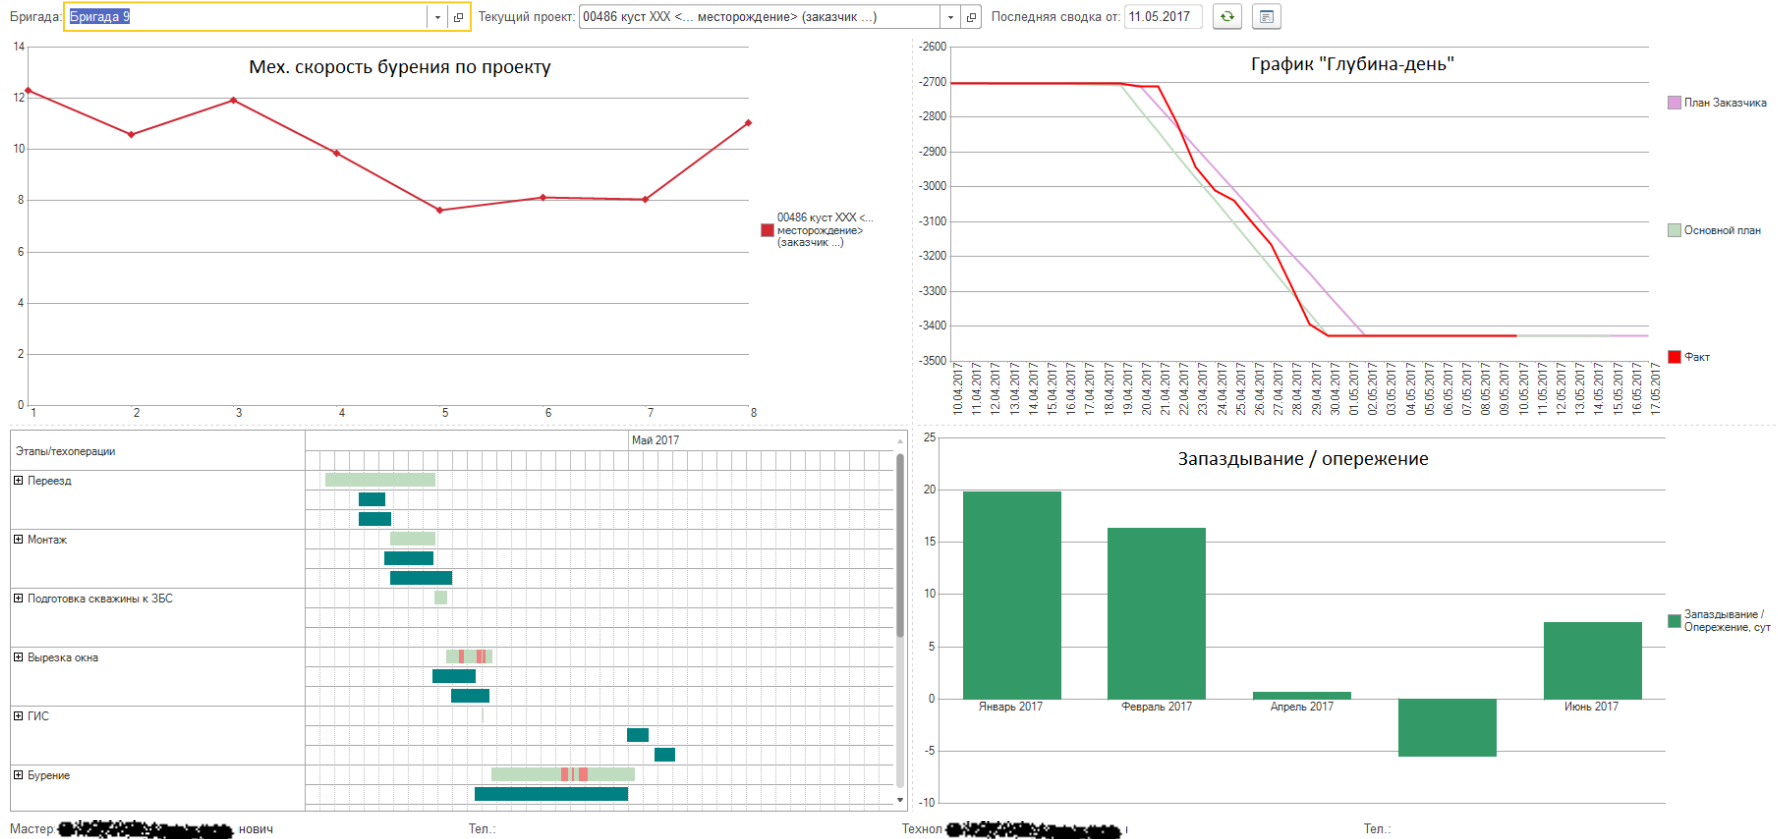 Бригада: Бригада 9 Текущий проект: 00486 куст XXX <... месторождение> (заказчик ...) Последняя сводка от: 11.05.2017
Мех. скорость бурения по проекту
14
12
10
8
6
4
2
0
1 2 3 4 5 6 7 8
00486 куст XXX <...
месторождение>
(заказчик ...)
График "Глубина-день"
-2600
-2700
-2800
-2900
-3000
-3100
-3200
-3300
-3400
-3500
10.04.2017 11.04.2017 12.04.2017 13.04.2017 14.04.2017 15.04.2017 16.04.2017 17.04.2017 18.04.2017 19.04.2017 20.04.2017 21.04.2017 22.04.2017 23.04.2017 24.04.2017 25.04.2017 26.04.2017 27.04.2017 28.04.2017 29.04.2017 30.04.2017 01.05.2017 02.05.2017 03.05.2017 04.05.2017 05.05.2017 06.05.2017 07.05.2017 08.05.2017 09.05.2017 10.05.2017 11.05.2017 12.05.2017 13.05.2017 14.05.2017 15.05.2017 16.05.2017 17.05.2017
План Заказчика
Основной план
Факт
Этапы/техоперации
Май 2017
Переезд
Монтаж
Подготовка скважины к ЗБС
Вырезка окна
ГИС
Бурение
Запаздывание / опережение
25
20
15
10
5
0
-5
-10
Январь 2017 Февраль 2017 Апрель 2017 Июнь 2017
Запаздывание /
Опережение, сут
Мастер нович Тел.: Технол Тел.: